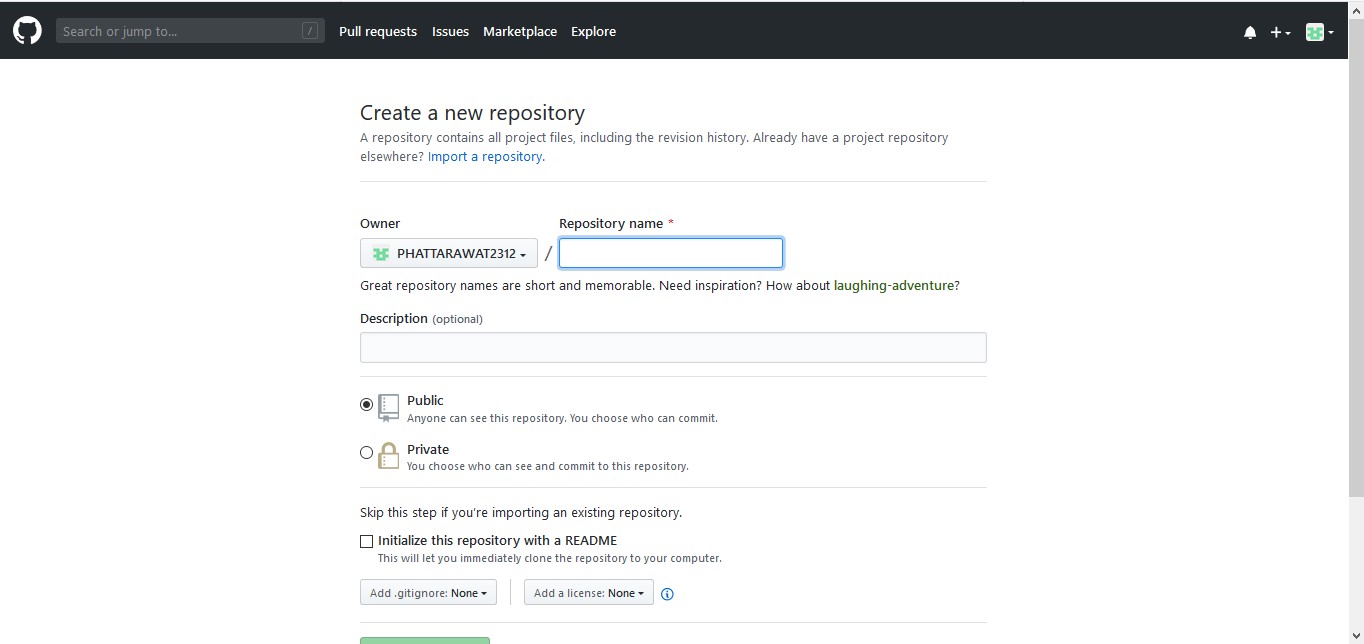 Search or jump to... /
Pull requests Issues Marketplace Explore
Create a new repository
A repository contains all project files, including the revision history. Already have a project repository
elsewhere? Import a repository.
Owner
Repository name *
PHATTARAWAT2312 /
Great repository names are short and memorable. Need inspiration? How about laughing-adventure?
Description (optional)
Public
Anyone can see this repository. You choose who can commit.
Private
You choose who can see and commit to this repository.
Skip this step if you're importing an existing repository.
Initialize this repository with a README
This will let you immediately clone the repository to your computer.
Add .gitignore: None
Add a license: None